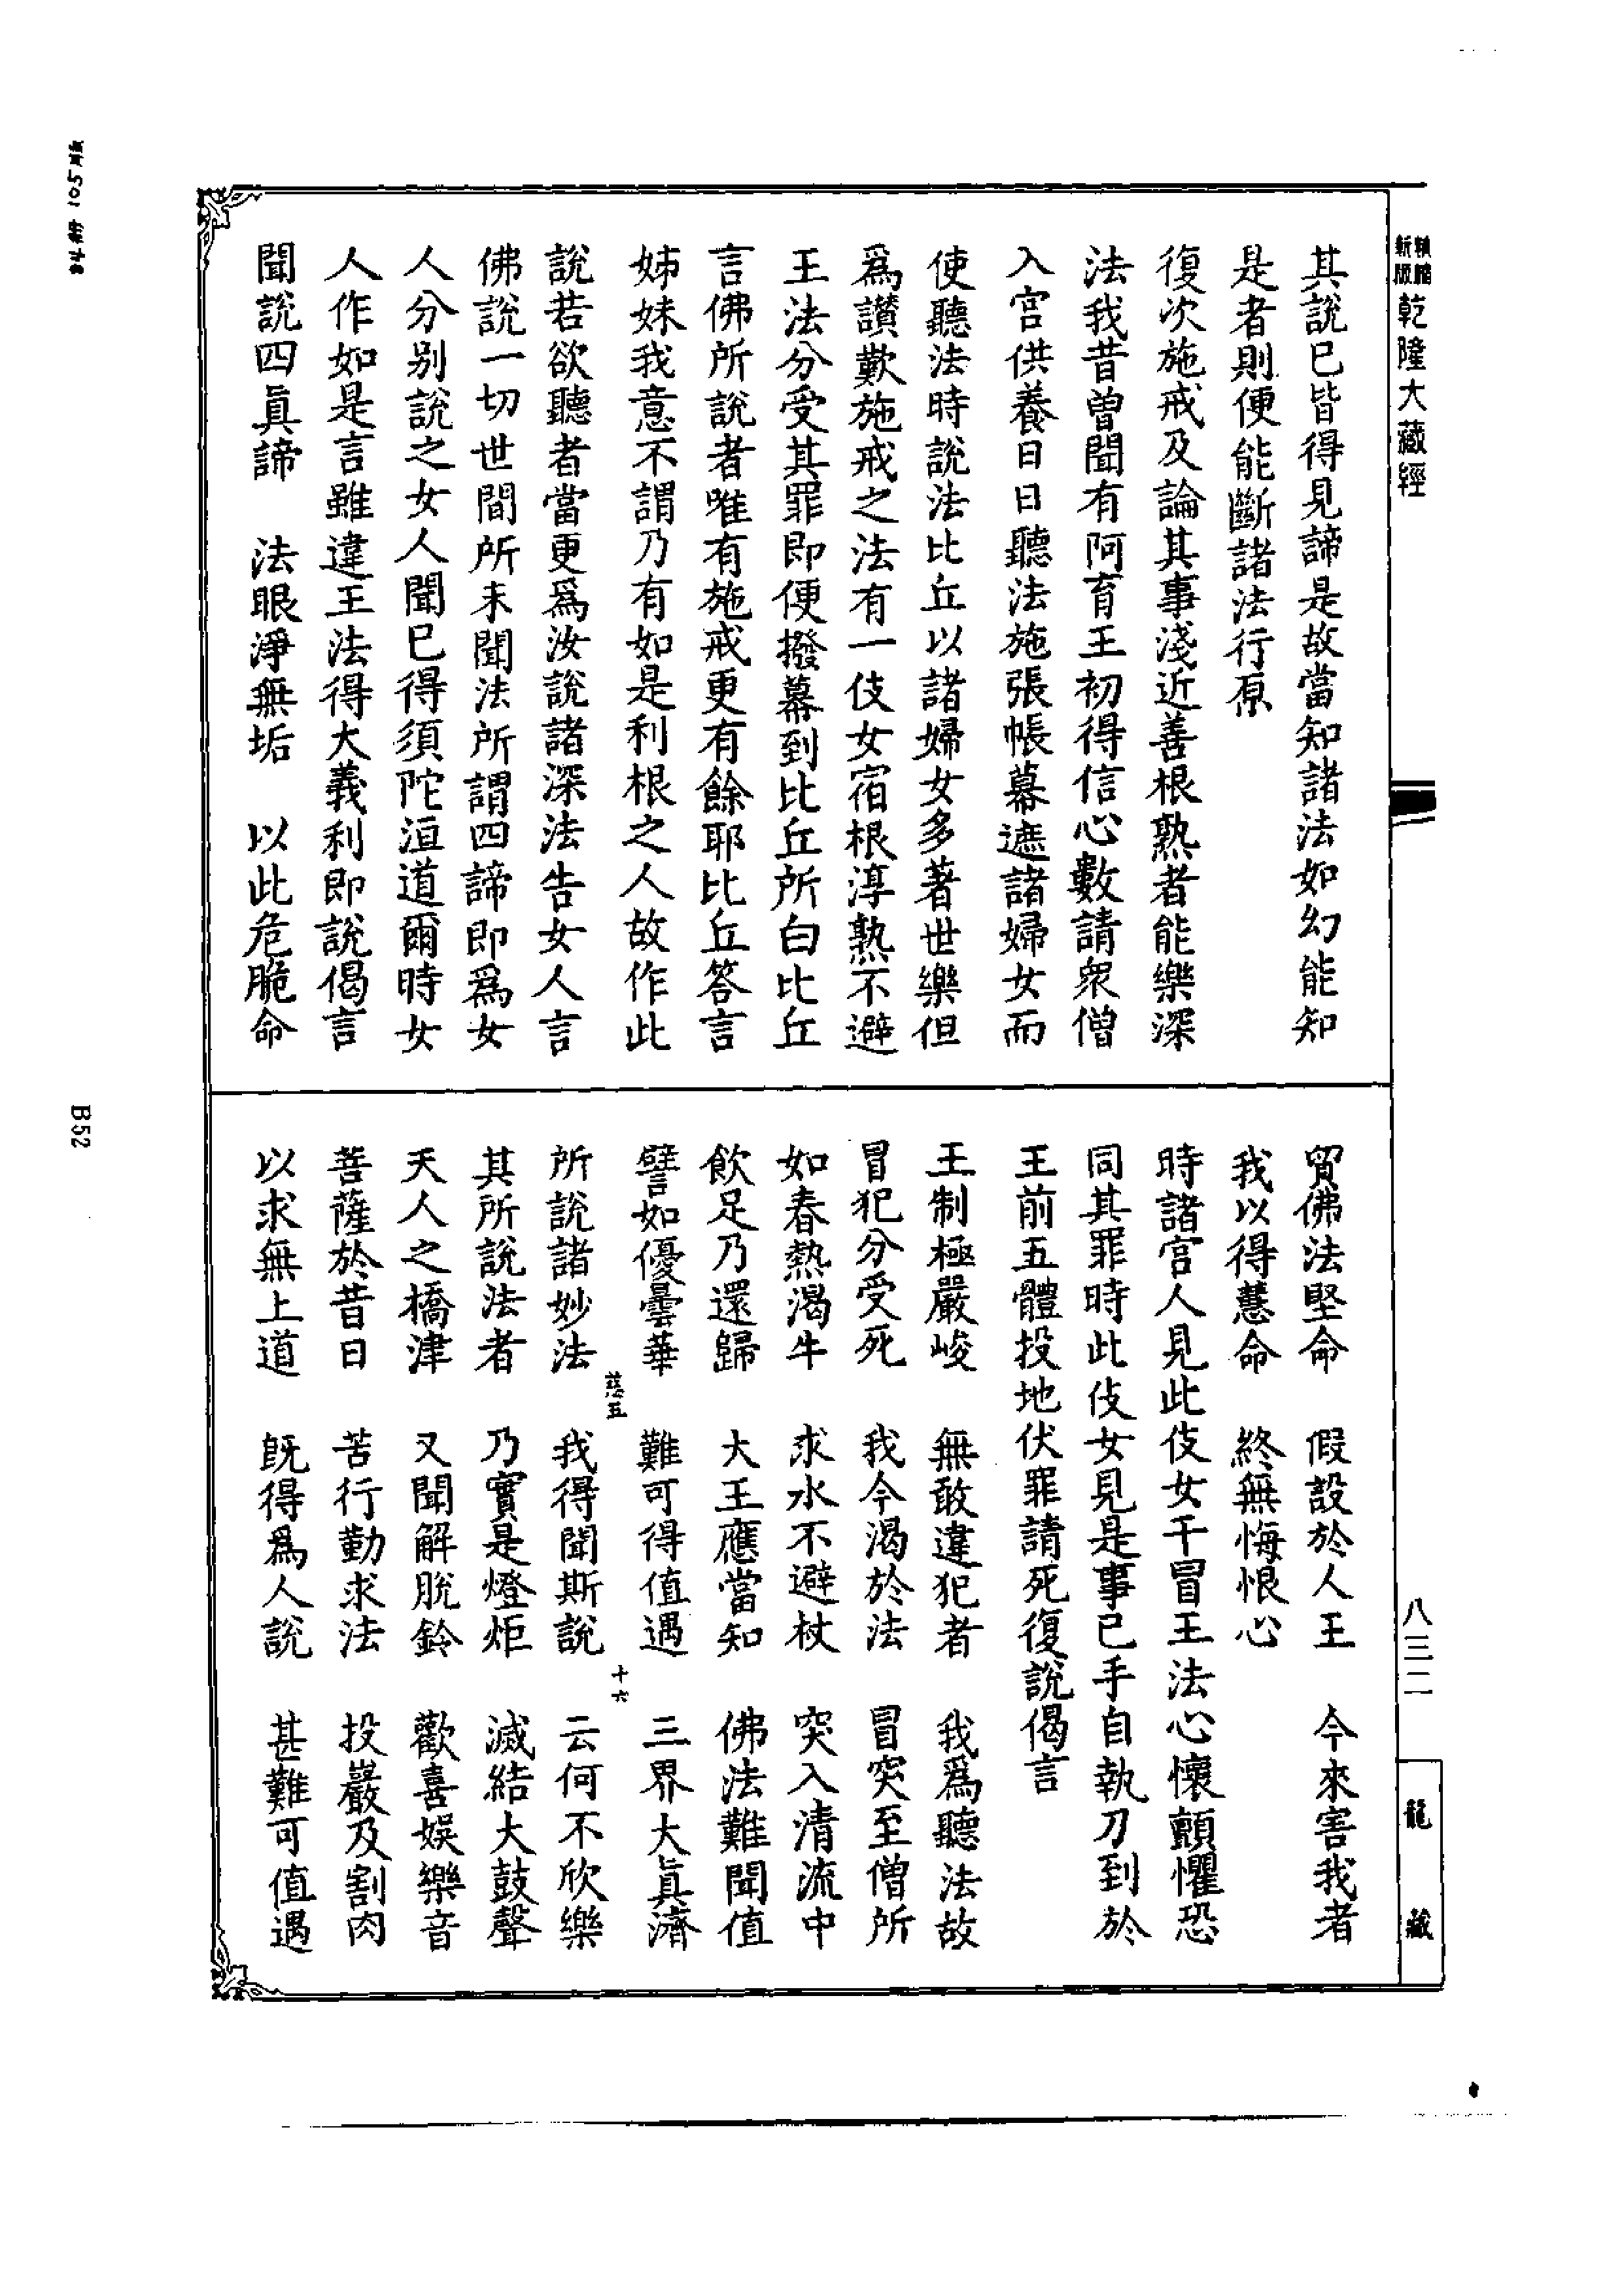 乾隆大藏經
其說已皆得見諦是故當知諸法如幻能知
是者則便能斷諸法行原
復次施戒及論其事淺近善根熟者能樂深
法我昔曾聞有阿育王初得信心數請衆僧
入宮供養日日聽法施張帳幕遮諸婦女而
使聽法時說法比丘以諸婦女多著世樂但
爲讃歎施戒之法有一伎女宿根淳熟不避
王法分受其罪即便撥幕到比丘所白比丘
言佛所說者唯有施戒更有餘耶比丘答言
姊妹我意不謂乃有如是利根之人故作此
說若欲聽者當更爲汝說諸深法告女人言
佛說一切世間所未聞法所謂四諦即爲女
人分别說之女人聞已得須陀洹道爾時女
人作如是言雖違王法得大義利即說偈言
聞說四眞諦　法眼淨無垢　以此危脆命
貿佛法堅命　假設於人王　今來害我者
我以得慧命　終無悔恨心
時諸宮人見此伎女干冒王法心懷顫懼恐
同其罪時此伎女見是事已手自執刀到於
王前五體投地伏罪請死復說偈言
王制極嚴峻　無敢違犯者　我爲聽法故
冒犯分受死　我今渴於法　冒突至僧所
如春熱渴牛　求水不避杖　突入清流中
飲足乃還歸　大王應當知　佛法難聞值
譬如優曇華　難可得值遇　三界大眞濟
慈五　十六
所說諸妙法　我得聞斯說　云何不欣樂
其所說法者　乃實是燈炬　滅結大鼓聲
天人之橋津　又聞解脫鈴　歡喜娛樂音
菩薩於昔日　苦行勤求法　投巖及割肉
以求無上道　旣得爲人說　甚難可值遇
八三二
龍藏
B52